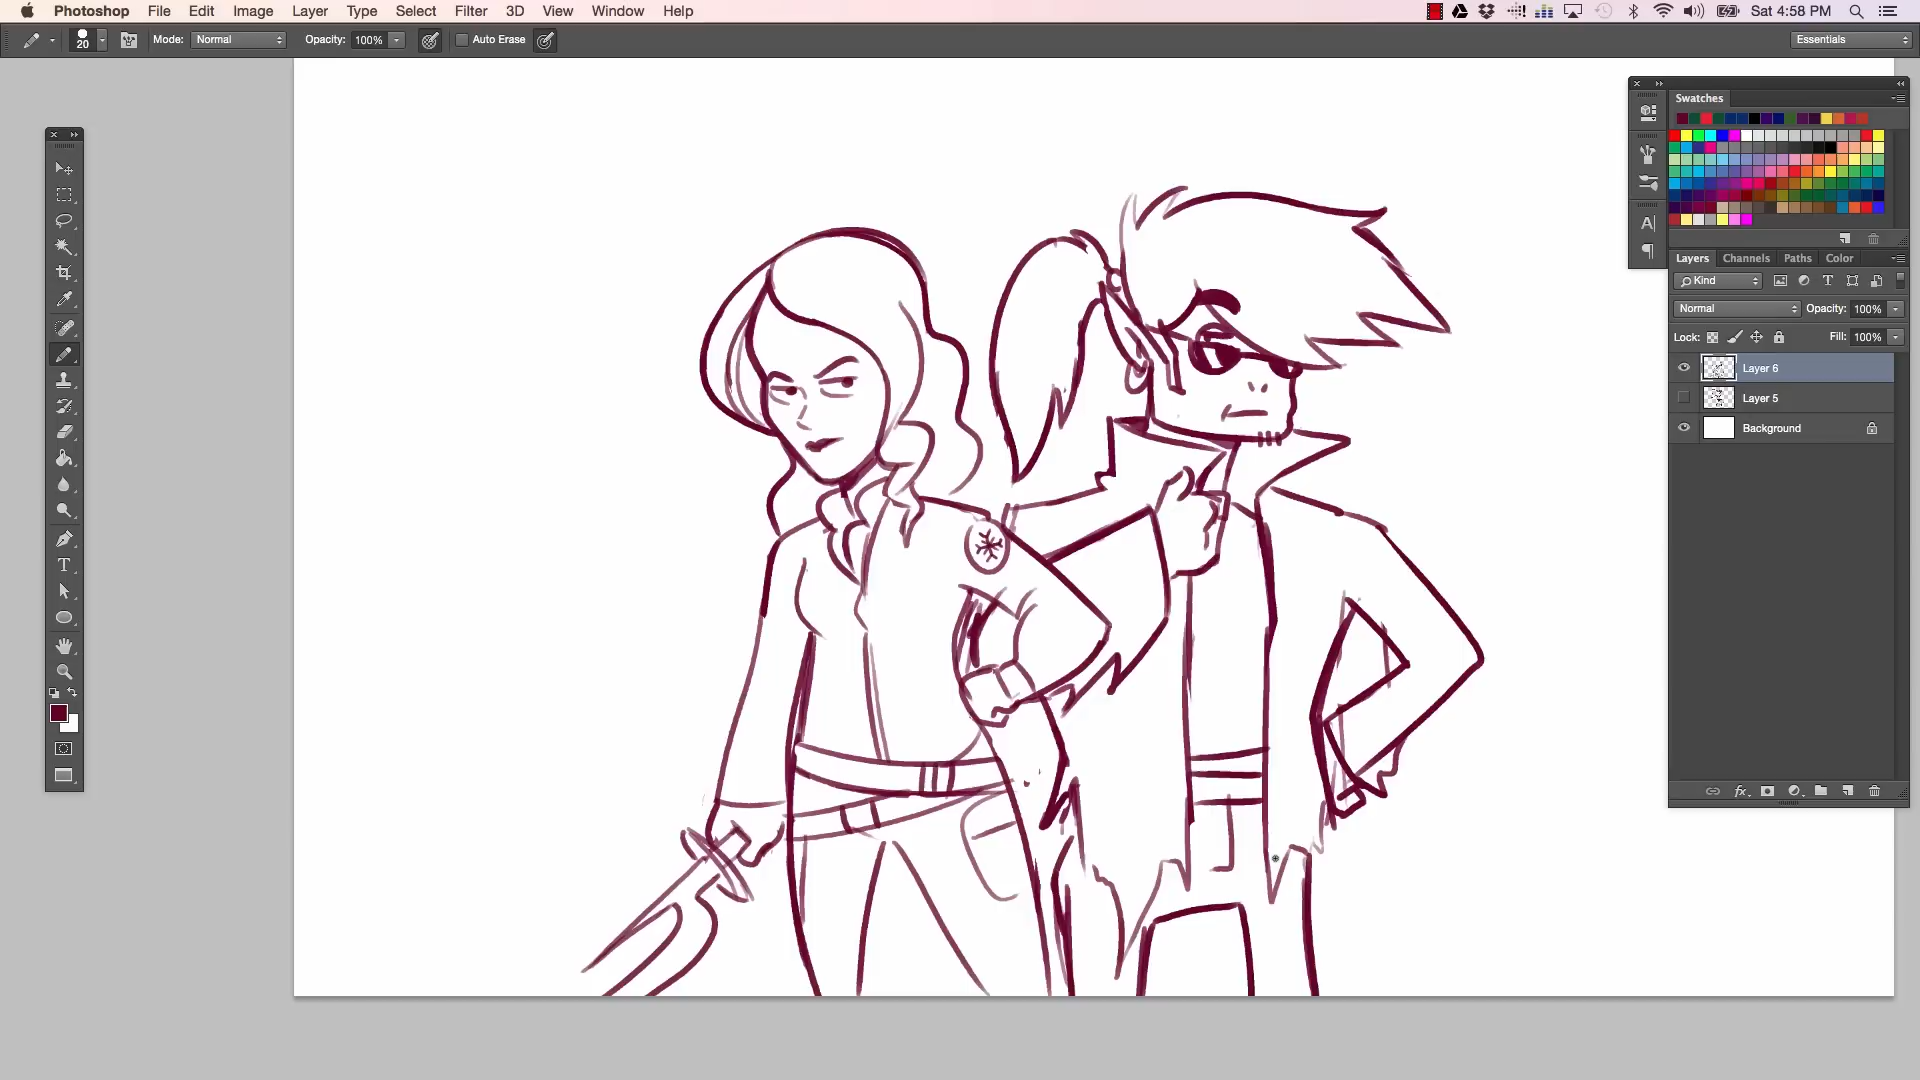 Photoshop File Edit Image Layer Type Select Filter 3D View Window Help Sat 4:58 PM
20 Mode: Normal Opacity: 100% Auto Erase Essentials
Swatches
Layers Channels Paths Color
Kind
Normal Opacity: 100%
Lock: Fill: 100%
Layer 6
Layer 5
Background